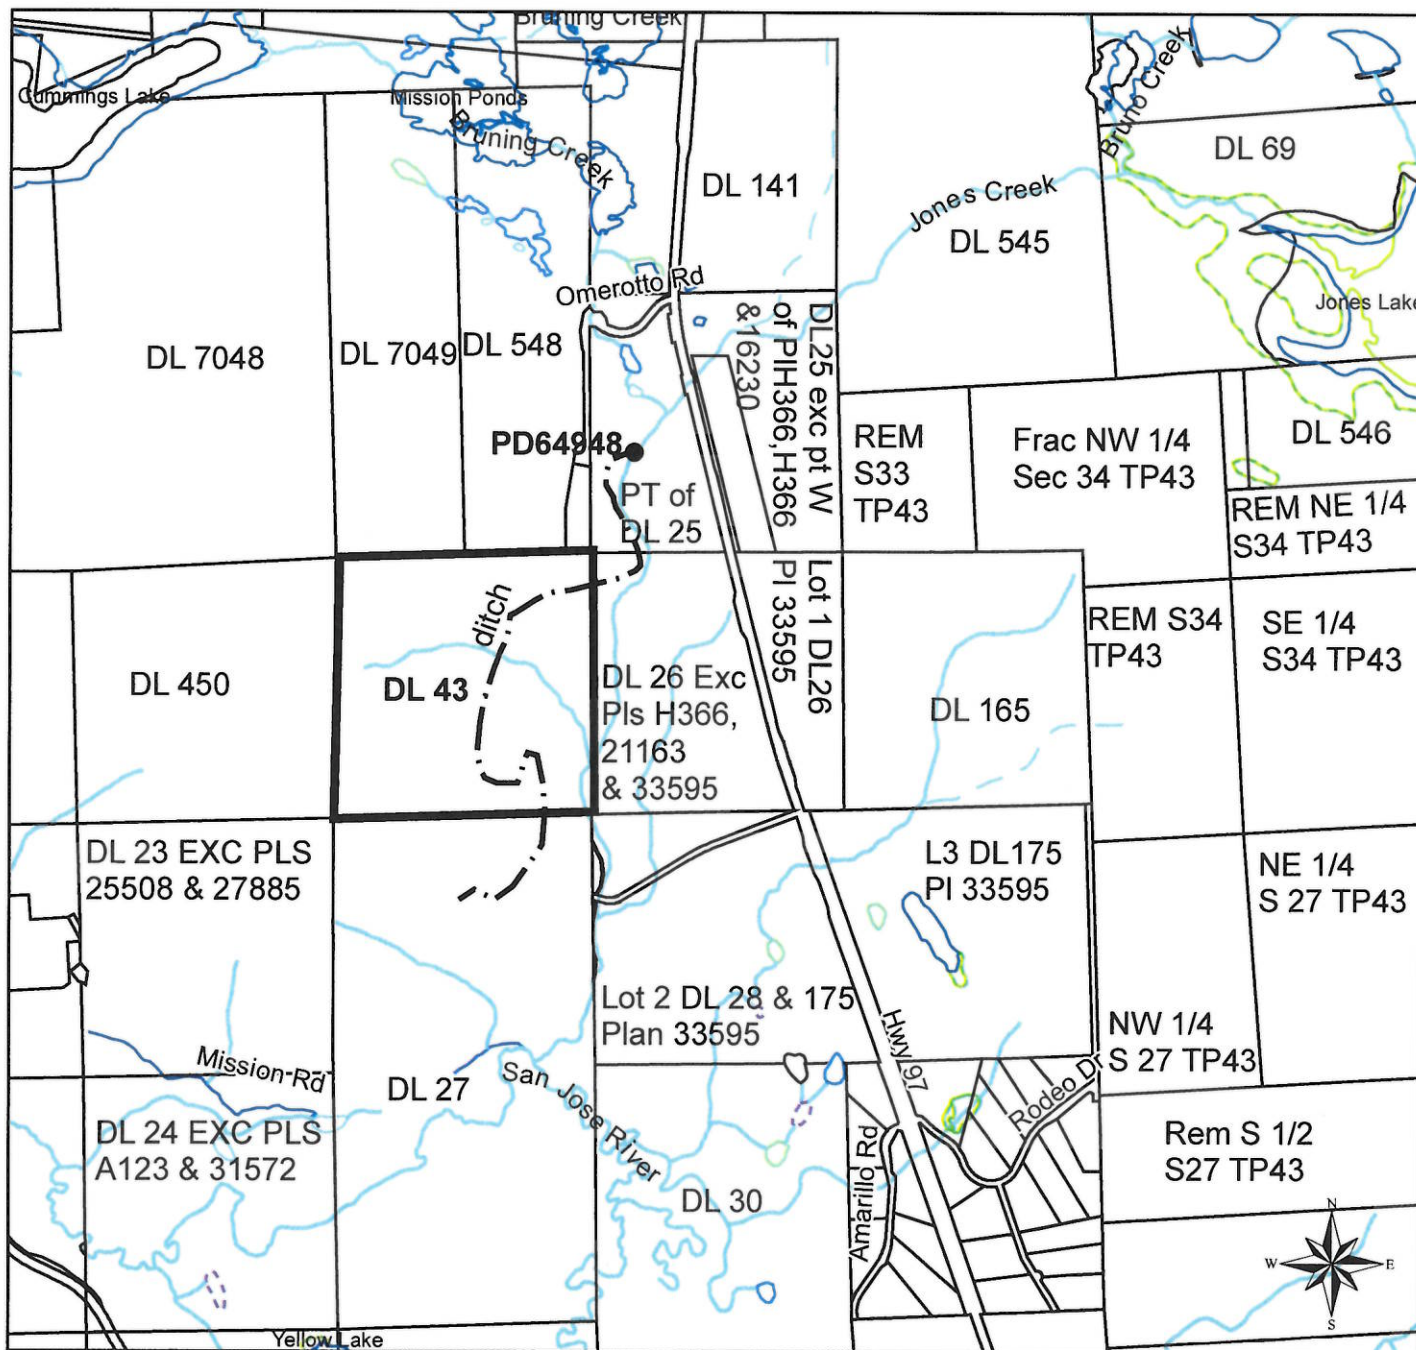 Bruning Creek
Cummings Lake
Mission Ponds
Bruning Creek
Bruno Creek
DL 69
DL 141
Jones Creek
DL 545
Omerotto Rd
Jones Lake
DL 7048
DL 7049
DL 548
DL25 exc pt W
of PlH366,H366
&16230
PD64948
PT of
DL 25
REM
S33
TP43
Frac NW 1/4
Sec 34 TP43
DL 546
REM NE 1/4
S34 TP43
ditch
DL 450
DL 43
DL 26 Exc
Pls H366,
21163
& 33595
Lot 1 DL26
Pl 33595
DL 165
REM S34
TP43
SE 1/4
S34 TP43
DL 23 EXC PLS
25508 & 27885
L3 DL175
Pl 33595
NE 1/4
S 27 TP43
Lot 2 DL 28 & 175
Plan 33595
Hwy 97
NW 1/4
S 27 TP43
Mission Rd
DL 27
San Jose River
Rodeo Dr
DL 24 EXC PLS
A123 & 31572
DL 30
Amarillo Rd
Rem S 1/2
S27 TP43
N
W
E
S
Yellow Lake